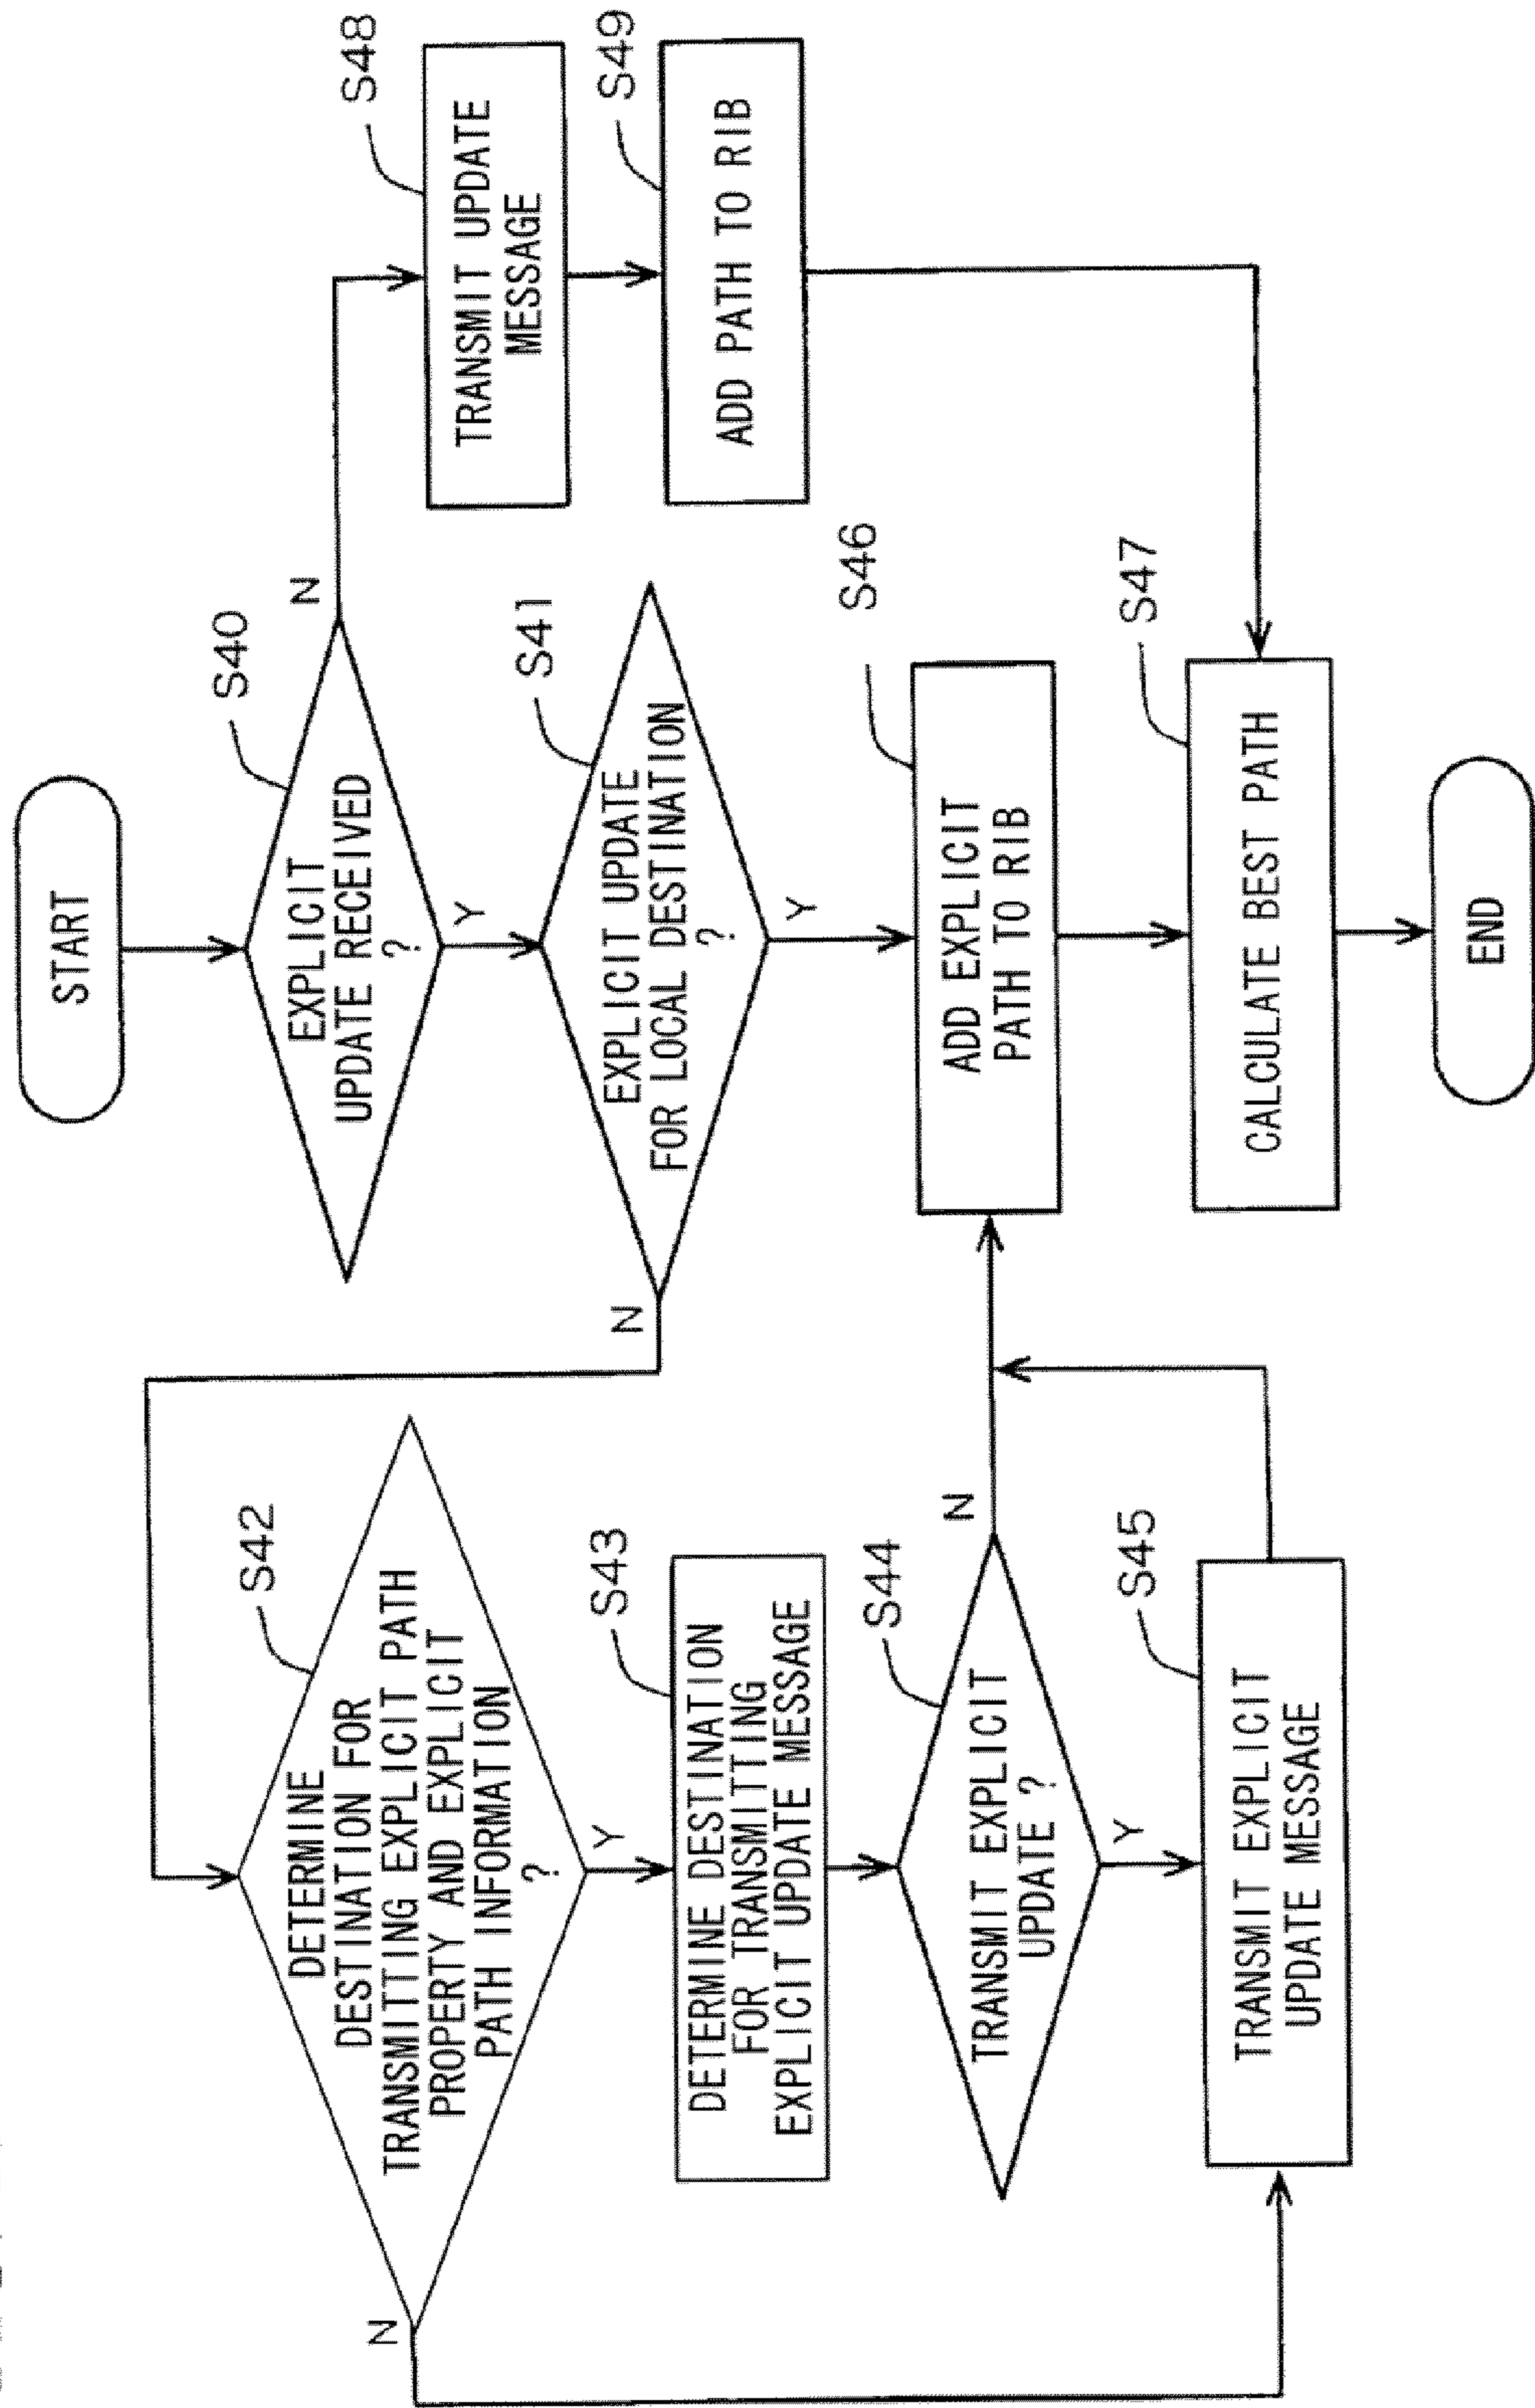 START
S40
EXPLICIT
UPDATE RECEIVED
?
N
Y
S48
TRANSMIT UPDATE
MESSAGE
S49
ADD PATH TO RIB
S41
EXPLICIT UPDATE
FOR LOCAL DESTINATION
?
N
Y
S42
DETERMINE
DESTINATION FOR
TRANSMITTING EXPLICIT PATH
PROPERTY AND EXPLICIT
PATH INFORMATION
?
N
Y
S43
DETERMINE DESTINATION
FOR TRANSMITTING
EXPLICIT UPDATE MESSAGE
S44
TRANSMIT EXPLICIT
UPDATE ?
N
Y
S45
TRANSMIT EXPLICIT
UPDATE MESSAGE
S46
ADD EXPLICIT
PATH TO RIB
S47
CALCULATE BEST PATH
END